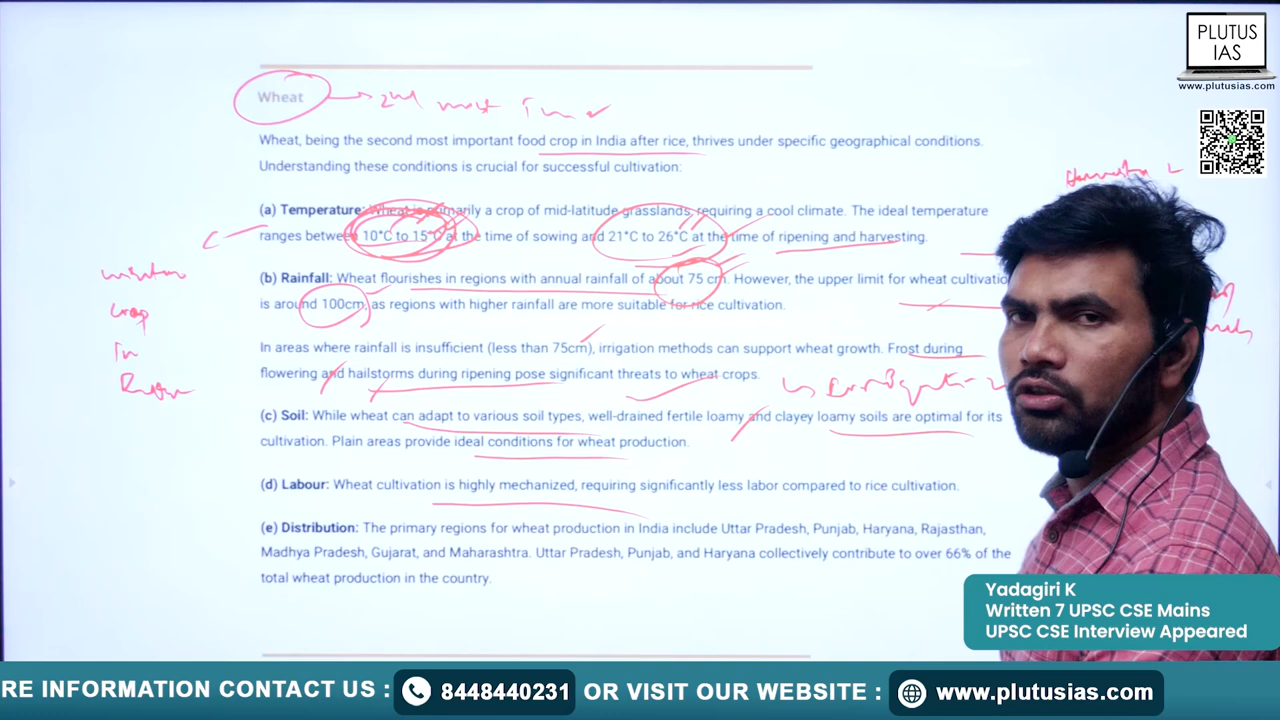 PLUTUS
IAS
www.plutusias.com
Wheat
2nd most
Wheat, being the second most important food crop in India after rice, thrives under specific geographical conditions.
Understanding these conditions is crucial for successful cultivation:
(a) Temperature: Wheat is primarily a crop of mid-latitude grasslands, requiring a cool climate. The ideal temperature
ranges between 10°C to 15°C at the time of sowing and 21°C to 26°C at the time of ripening and harvesting.
(b) Rainfall: Wheat flourishes in regions with annual rainfall of about 75 cm. However, the upper limit for wheat cultivatio
is around 100cm, as regions with higher rainfall are more suitable for rice cultivation.
In areas where rainfall is insufficient (less than 75cm), irrigation methods can support wheat growth. Frost during
flowering and hailstorms during ripening pose significant threats to wheat crops.
(c) Soil: While wheat can adapt to various soil types, well-drained fertile loamy and clayey loamy soils are optimal for its
cultivation. Plain areas provide ideal conditions for wheat production.
(d) Labour: Wheat cultivation is highly mechanized, requiring significantly less labor compared to rice cultivation.
(e) Distribution: The primary regions for wheat production in India include Uttar Pradesh, Punjab, Haryana, Rajasthan,
Madhya Pradesh, Gujarat, and Maharashtra. Uttar Pradesh, Punjab, and Haryana collectively contribute to over 66% of the
total wheat production in the country.
crop
in
Yadagiri K
Written 7 UPSC CSE Mains
UPSC CSE Interview Appeared
RE INFORMATION CONTACT US : 8448440231 OR VISIT OUR WEBSITE : www.plutusias.com